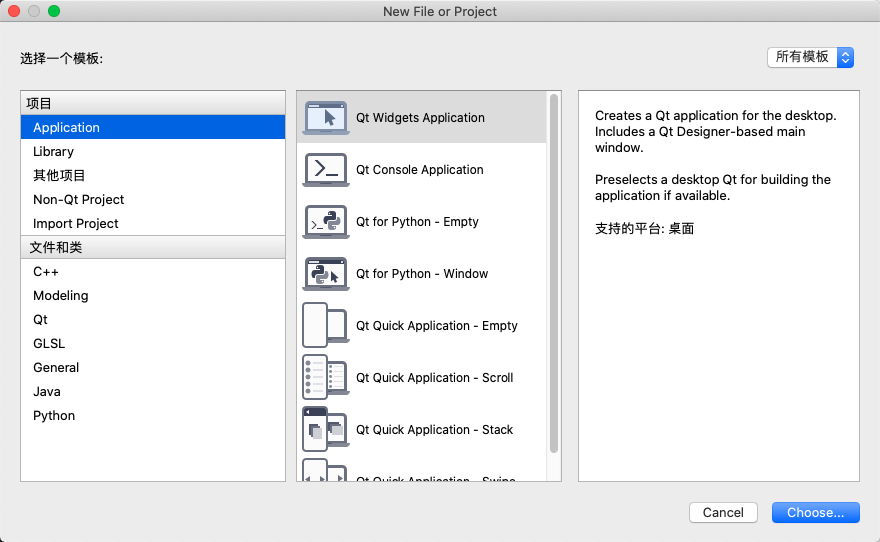 New File or Project
选择一个模板:
所有模板
项目
Application
Library
其他项目
Non-Qt Project
Import Project
文件和类
C++
Modeling
Qt
GLSL
General
Java
Python
Qt Widgets Application
Qt Console Application
Qt for Python - Empty
Qt for Python - Window
Qt Quick Application - Empty
Qt Quick Application - Scroll
Qt Quick Application - Stack
Qt Quick Application - Swipe
Creates a Qt application for the desktop.
Includes a Qt Designer-based main
window.
Preselects a desktop Qt for building the
application if available.
支持的平台: 桌面
Cancel
Choose...